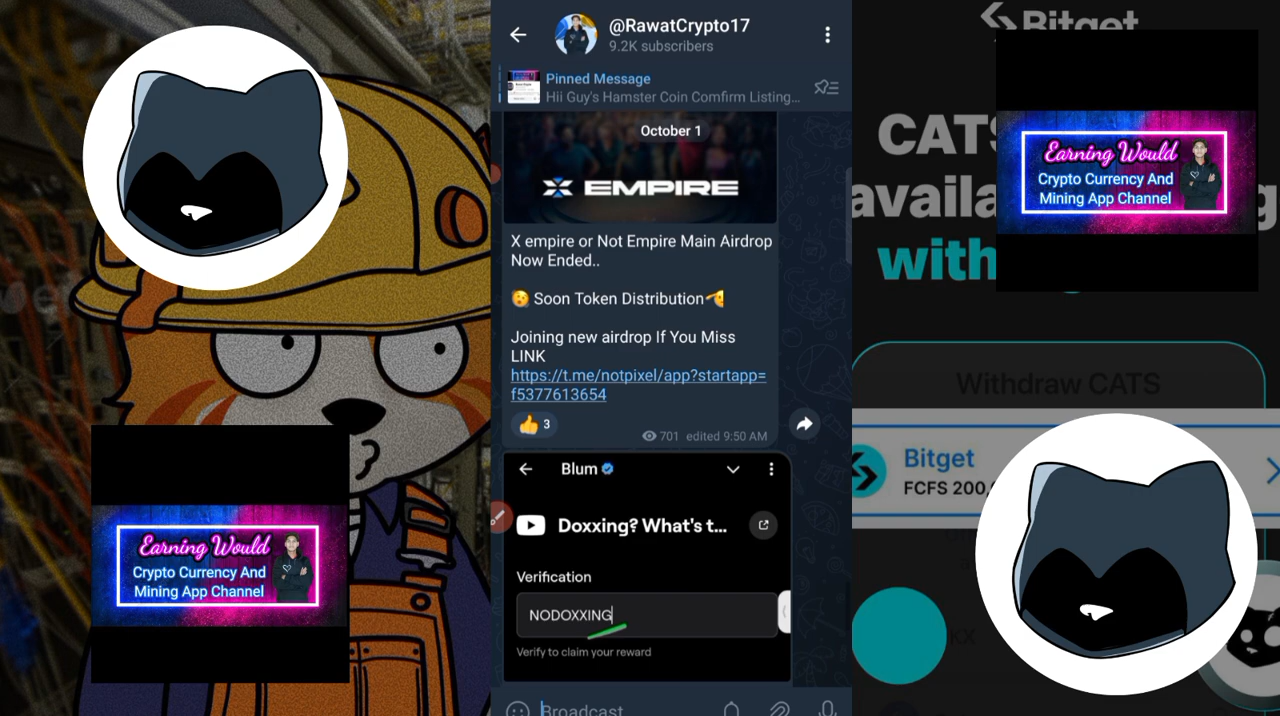 Earning Would
Crypto Currency And
Mining App Channel
@RawatCrypto17
9.2K subscribers
Pinned Message
Hii Guy's Hamster Coin Comfirm Listing...
October 1
EMPIRE
X empire or Not Empire Main Airdrop
Now Ended..
😗 Soon Token Distribution🫡
Joining new airdrop If You Miss
LINK
https://t.me/notpixel/app?startapp=
f5377613654
👍 3
701 edited 9:50 AM
Blum
Doxxing? What's t...
Verification
NODOXXING
Verify to claim your reward
Broadcast
Bitget
CATS
availa
g
with
Earning Would
Crypto Currency And
Mining App Channel
Withdraw CATS
Bitget
FCFS 200,
KX